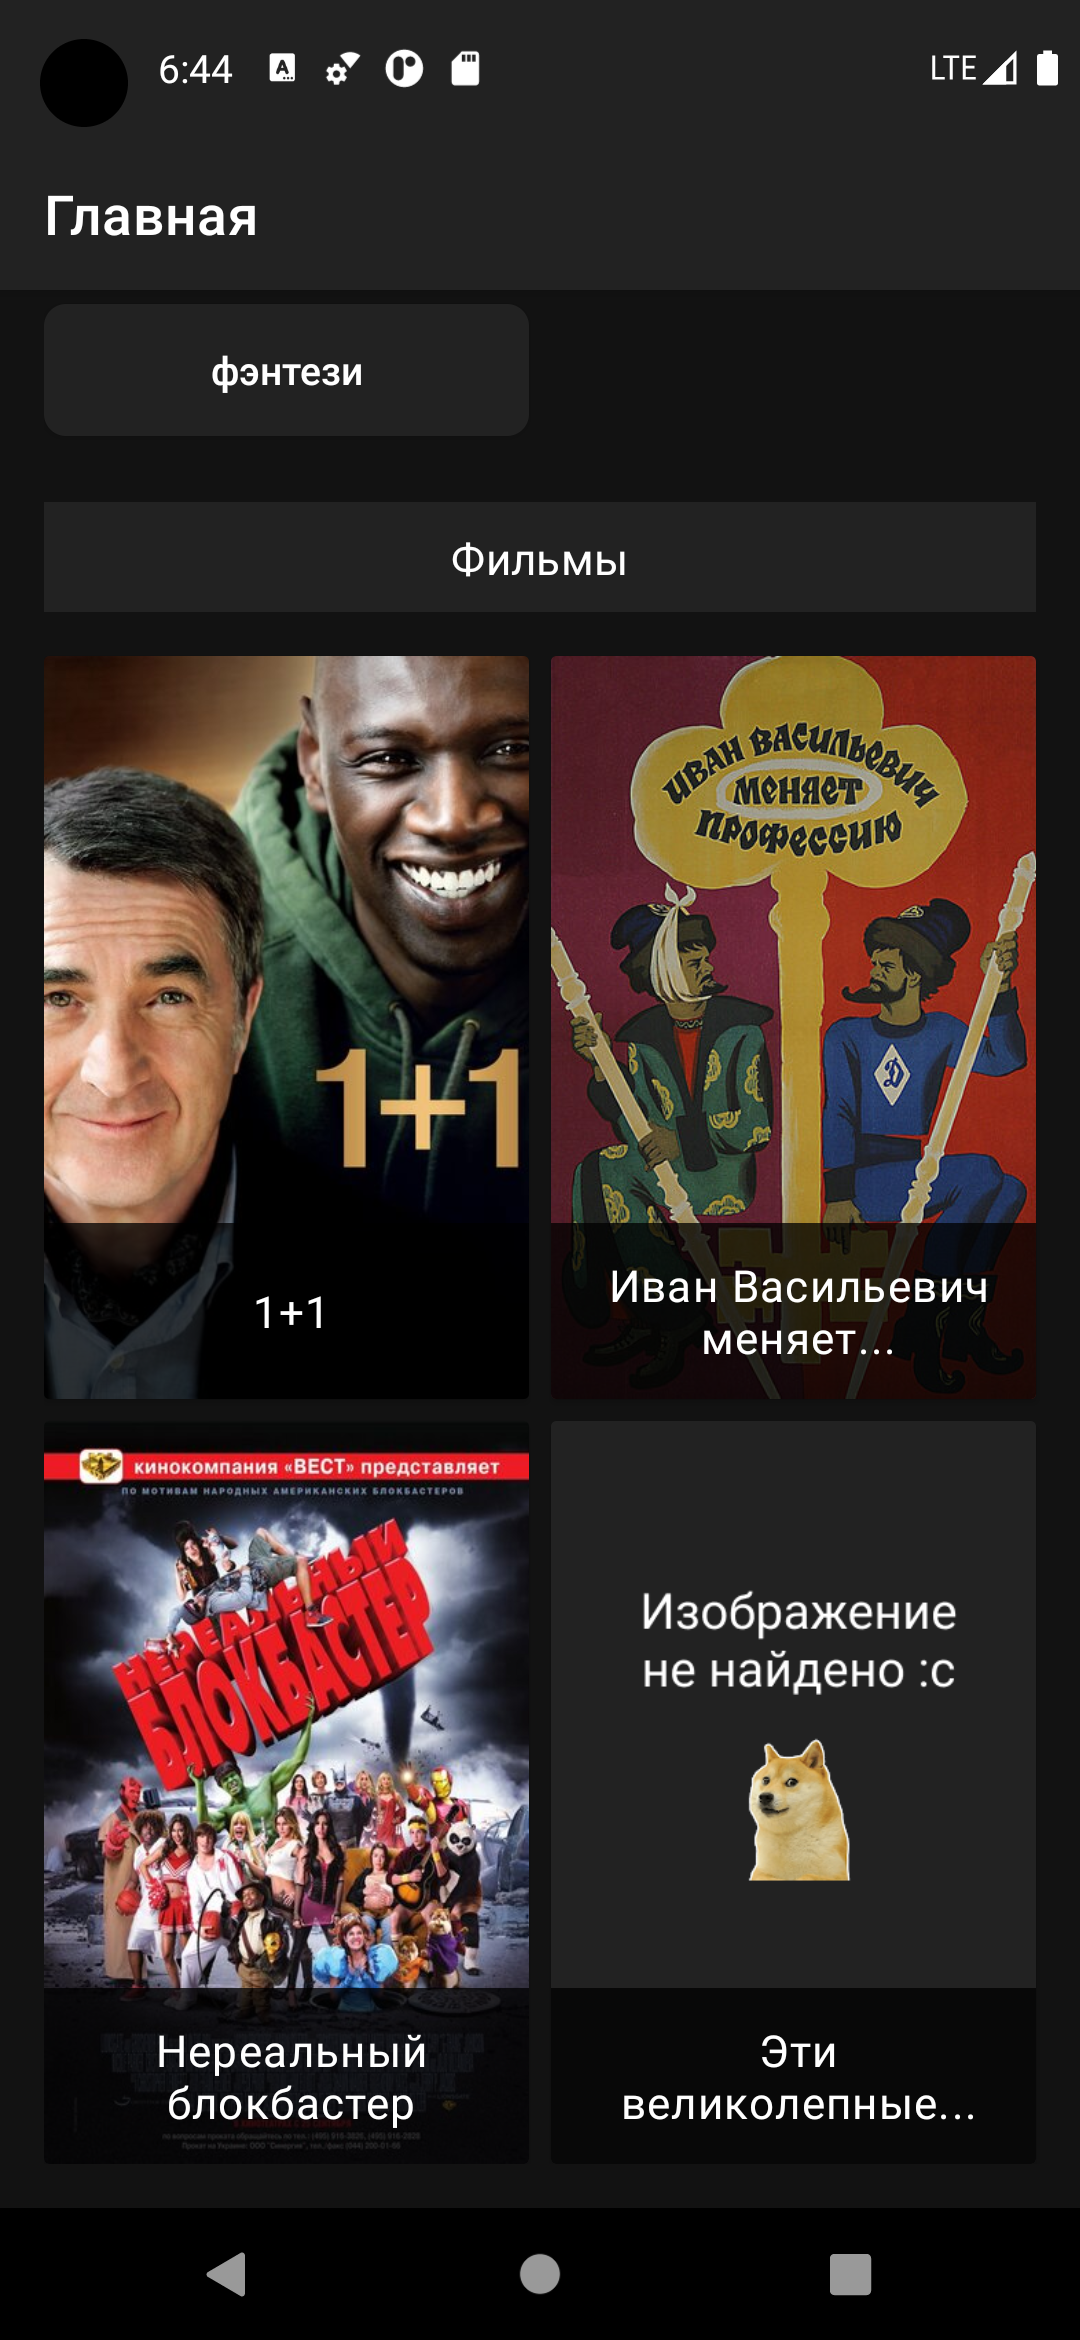 6:44
LTE
Главная
фэнтези
Фильмы
1+1
1+1
ИВАН ВАСИЛЬЕВИЧ
МЕНЯЕТ
ПРОФЕССИЮ
Д
Иван Васильевич
меняет...
кинокомпания «ВЕСТ» представляет
ПО МОТИВАМ НАРОДНЫХ АМЕРИКАНСКИХ БЛОКБАСТЕРОВ
НЕРЕАЛЬНЫЙ
БЛОКБАСТЕР
Нереальный
блокбастер
Изображение
не найдено :с
Эти
великолепные...